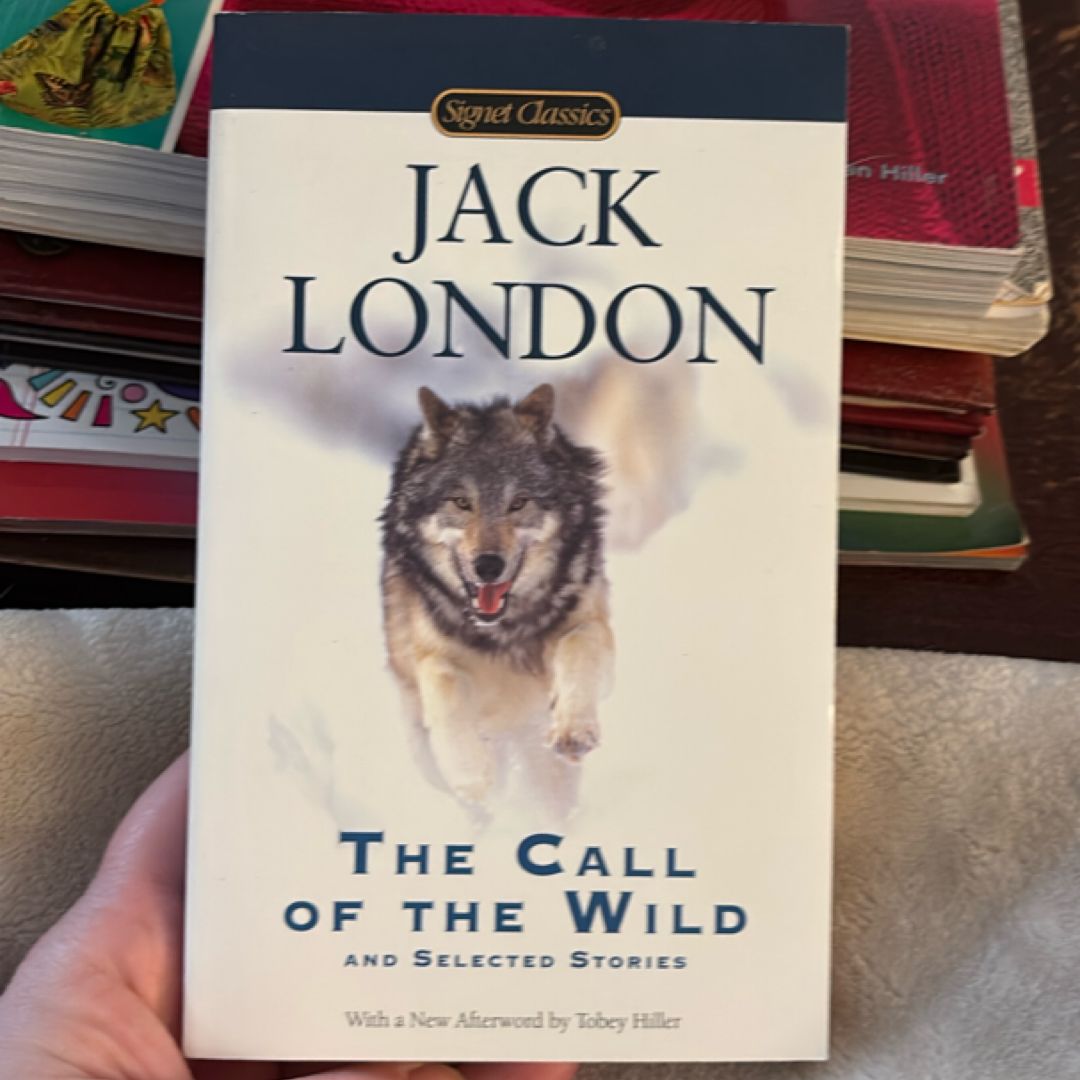 Signet Classics
JACK
LONDON
THE CALL
OF THE WILD
AND SELECTED STORIES
With a New Afterword by Tobey Hiller
Hiller